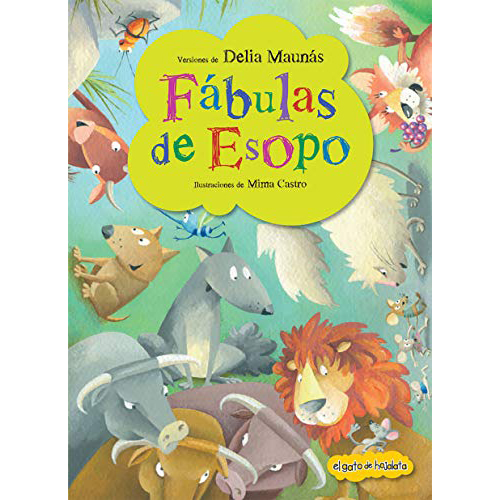 Versiones de Delia Maunás
Fábulas
de Esopo
Ilustraciones de Mima Castro
el gato de hojalata